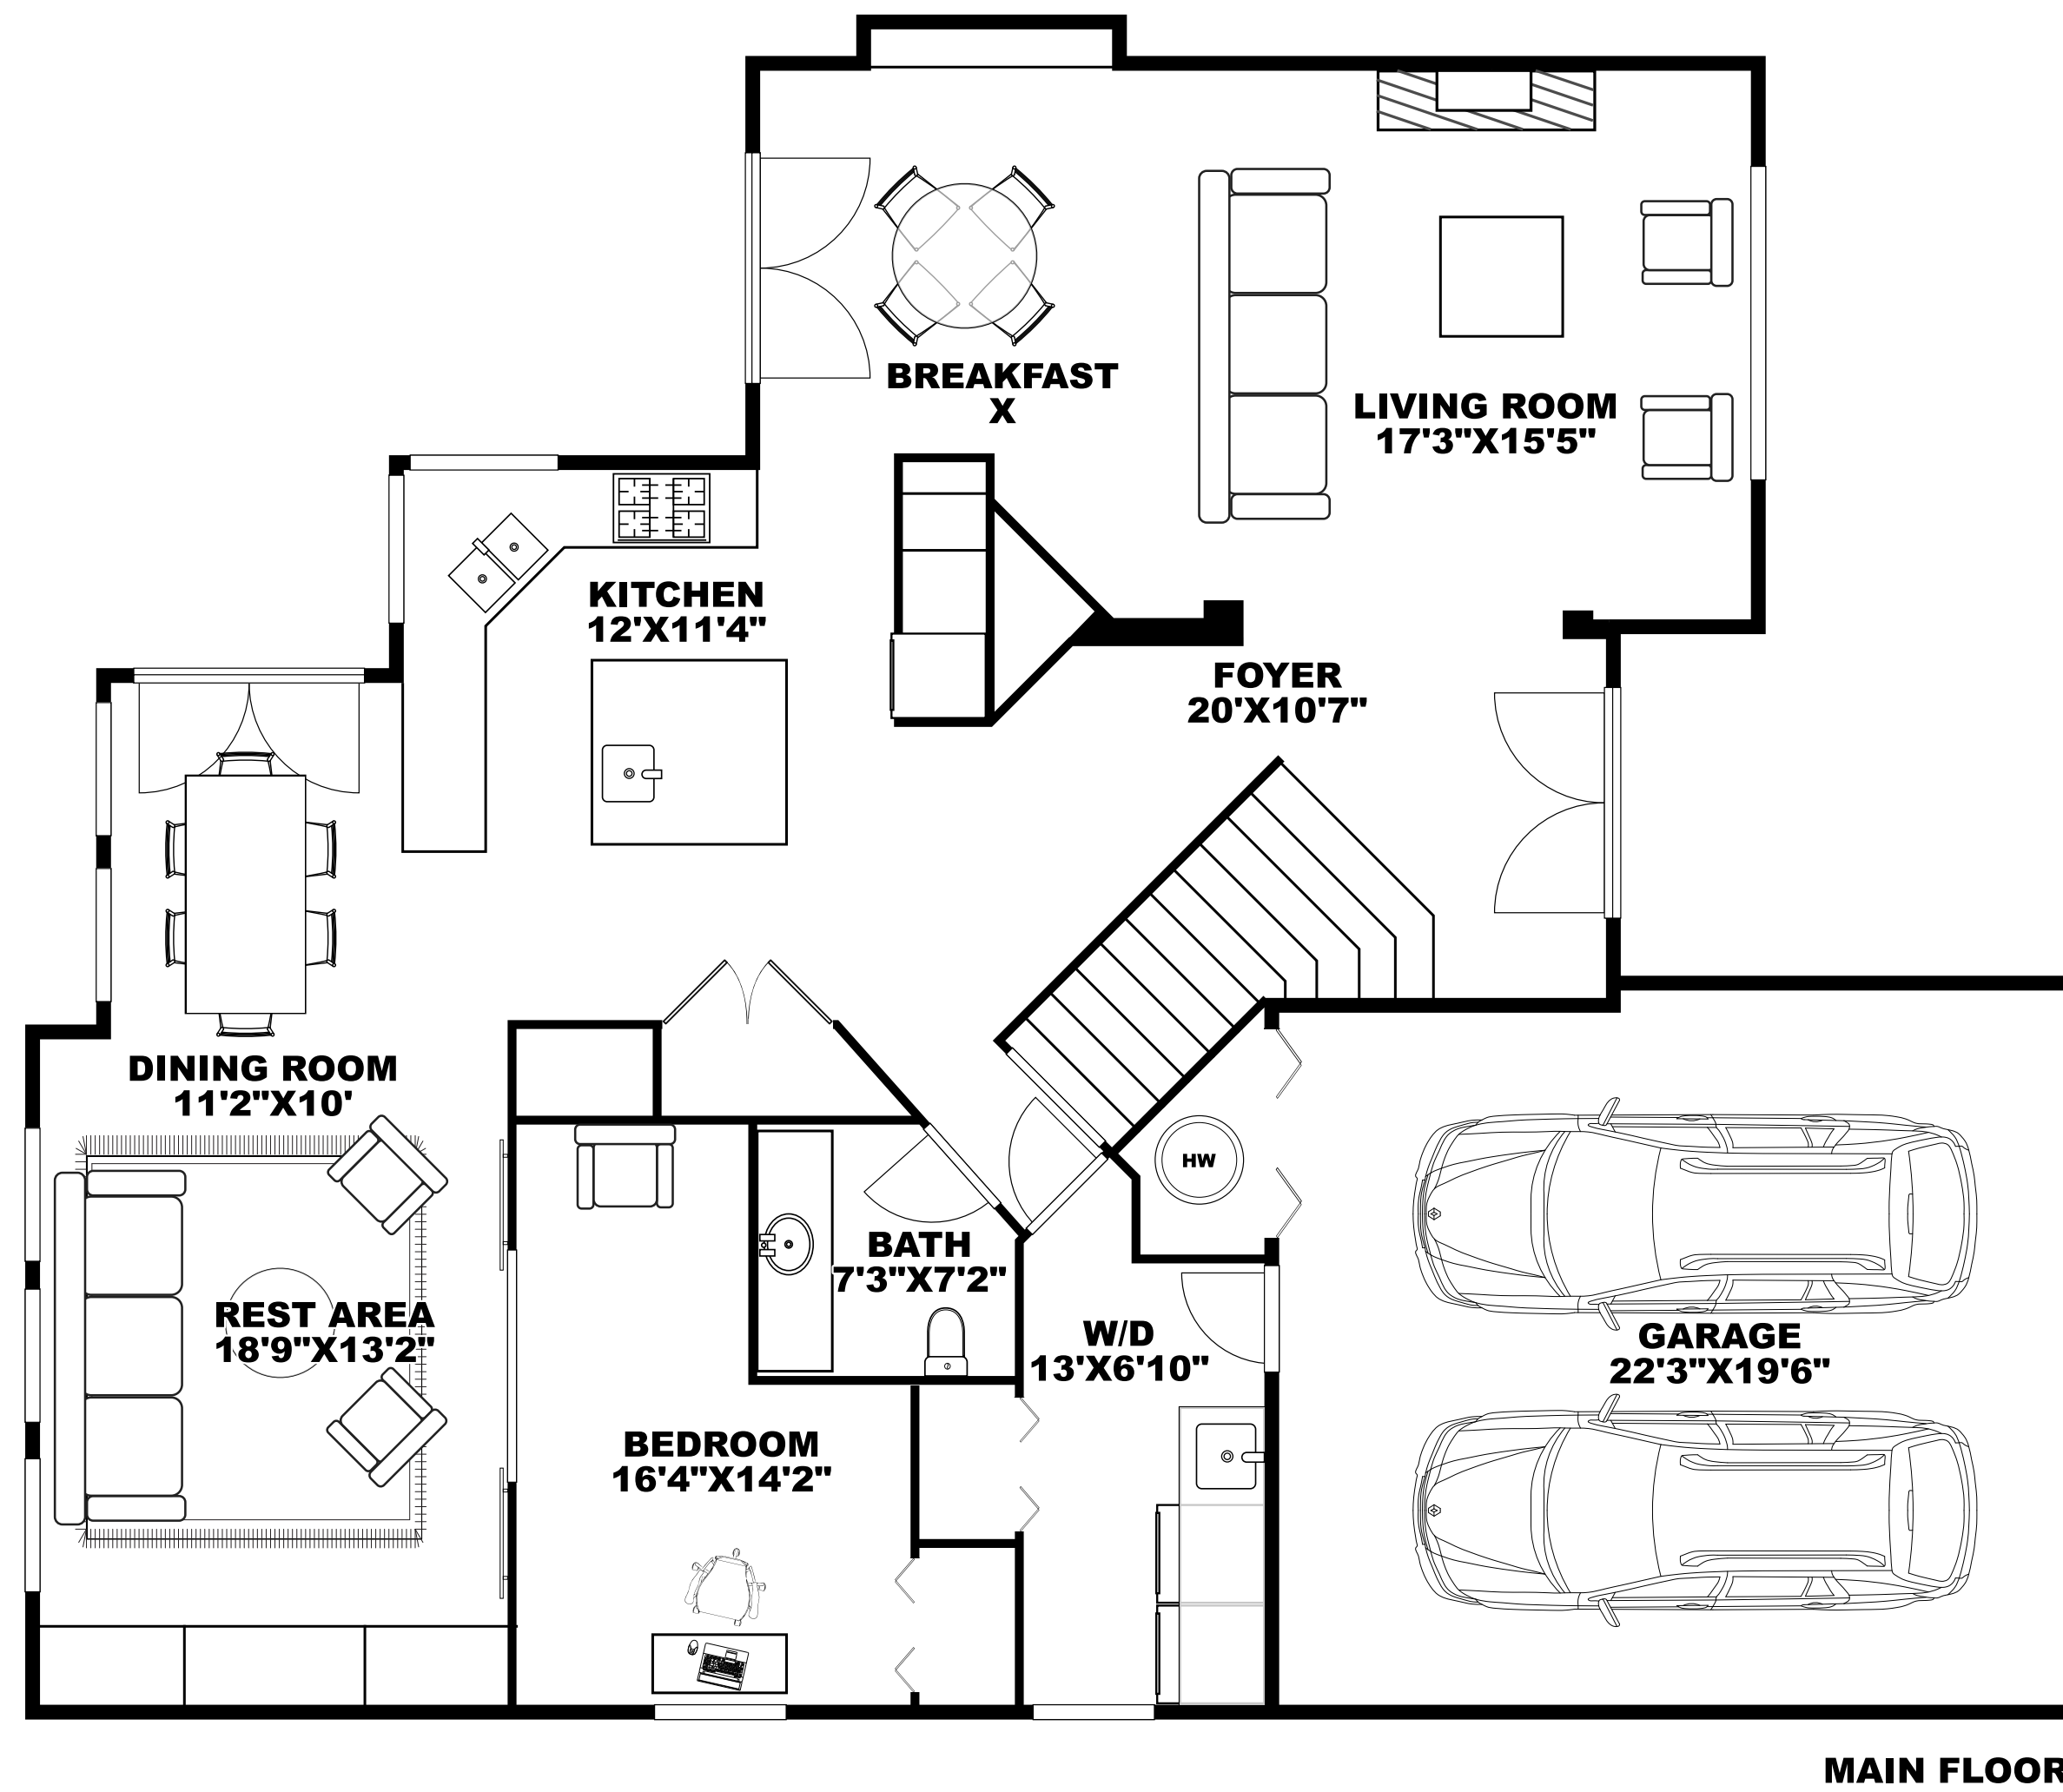 BREAKFAST
X
LIVING ROOM
17'3"X15'5"
KITCHEN
12'X11'4"
FOYER
20'X10'7"
DINING ROOM
11'2"X10'
HW
BATH
7'3"X7'2"
REST AREA
18'9"X13'2"
W/D
13'X6'10"
GARAGE
22'3"X19'6"
BEDROOM
16'4"X14'2"
MAIN FLOOR